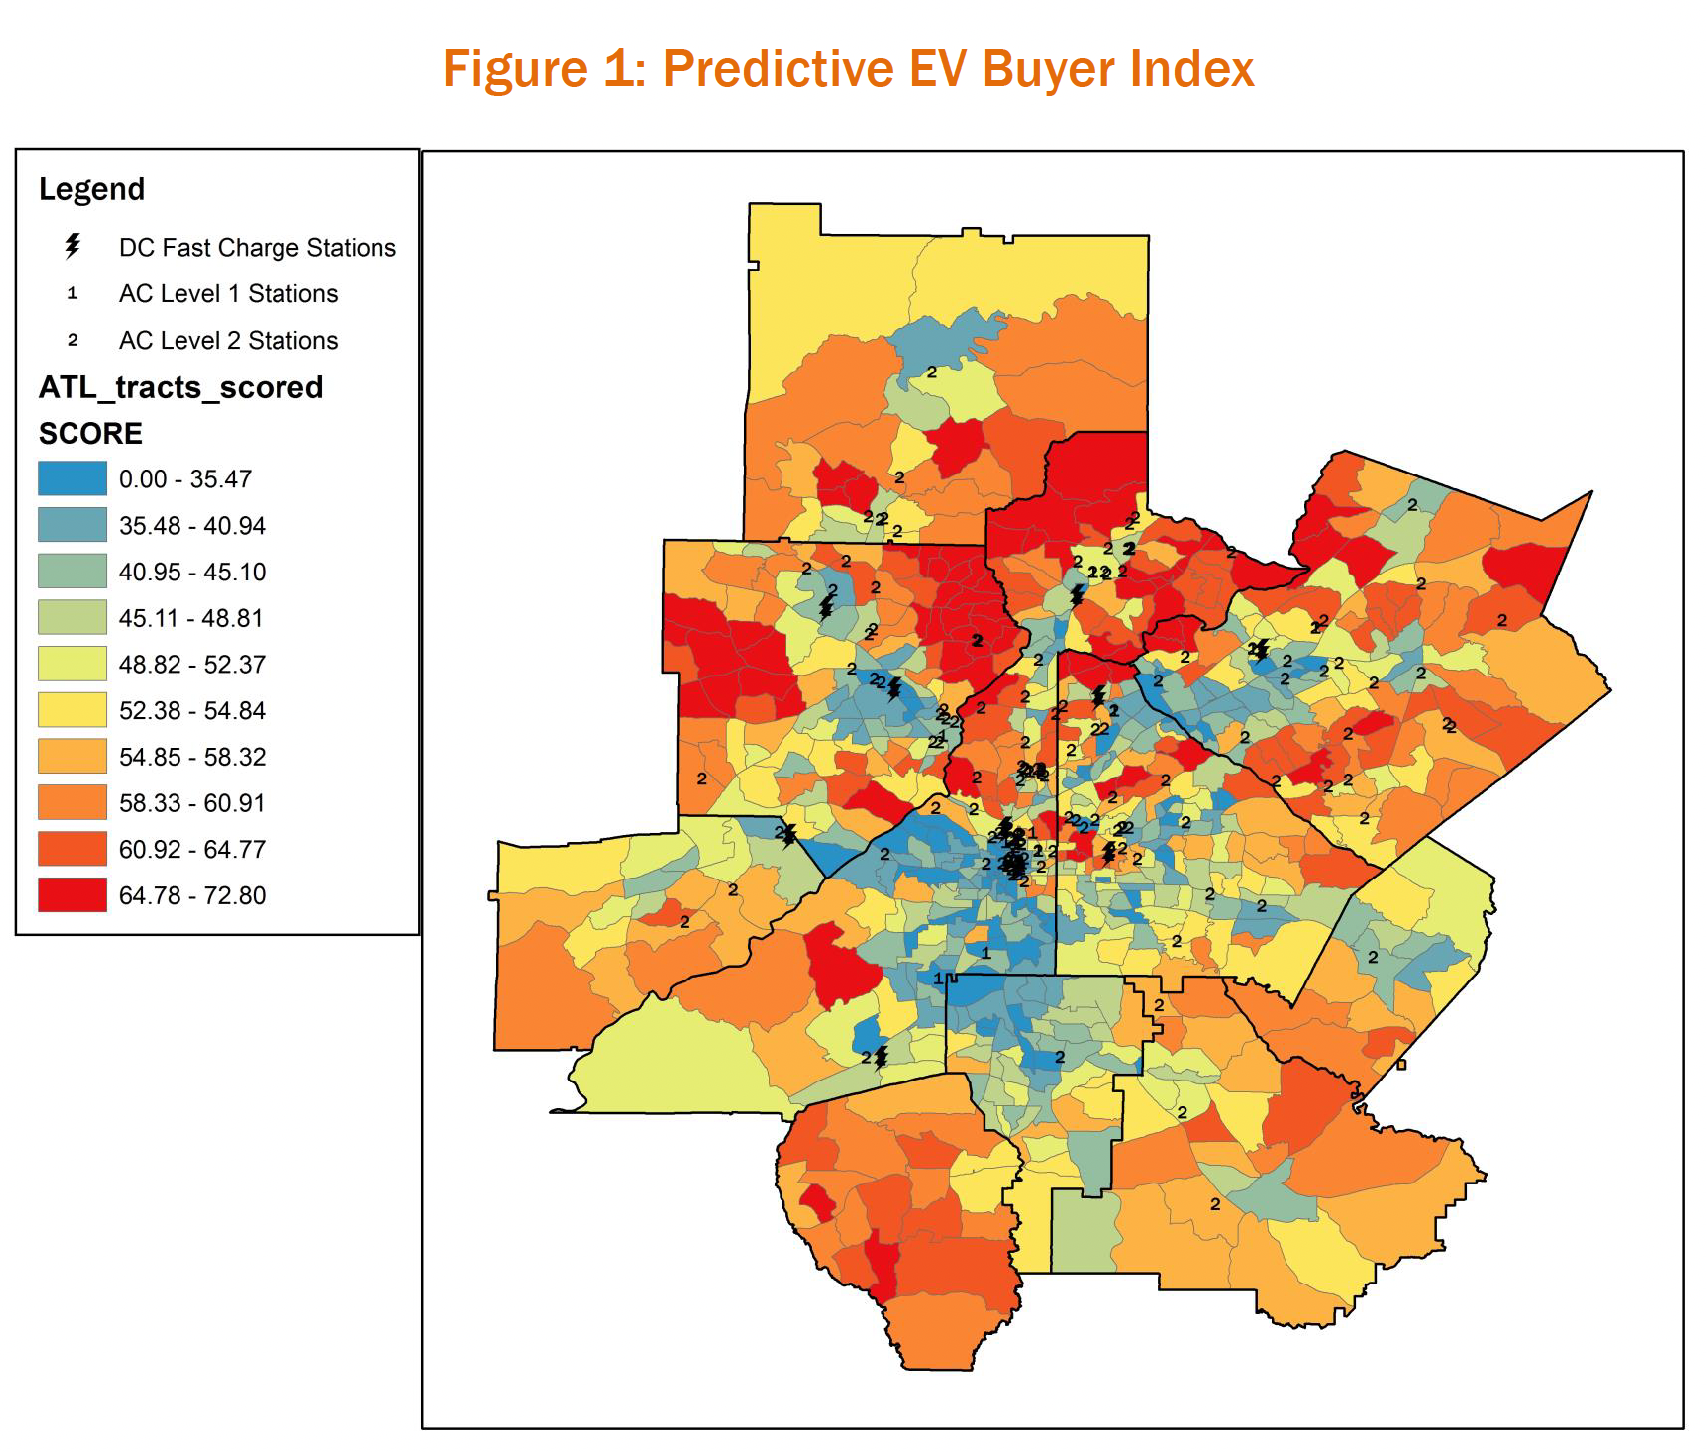 Figure 1: Predictive EV Buyer Index
Legend
DC Fast Charge Stations
1 AC Level 1 Stations
2 AC Level 2 Stations
ATL_tracts_scored
SCORE
0.00 - 35.47
35.48 - 40.94
40.95 - 45.10
45.11 - 48.81
48.82 - 52.37
52.38 - 54.84
54.85 - 58.32
58.33 - 60.91
60.92 - 64.77
64.78 - 72.80